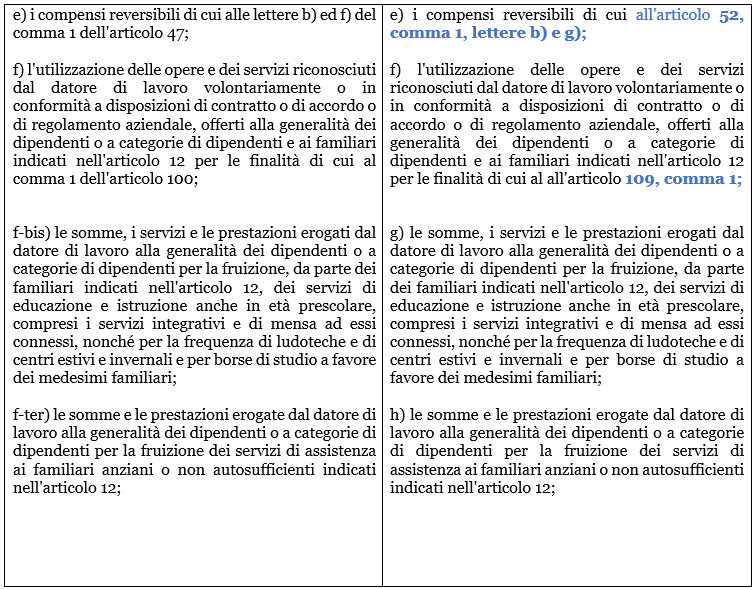 e) i compensi reversibili di cui alle lettere b) ed f) del
comma 1 dell'articolo 47;
f) l'utilizzazione delle opere e dei servizi riconosciuti
dal datore di lavoro volontariamente o in
conformità a disposizioni di contratto o di accordo o
di regolamento aziendale, offerti alla generalità dei
dipendenti o a categorie di dipendenti e ai familiari
indicati nell'articolo 12 per le finalità di cui al
comma 1 dell'articolo 100;
f-bis) le somme, i servizi e le prestazioni erogati dal
datore di lavoro alla generalità dei dipendenti o a
categorie di dipendenti per la fruizione, da parte dei
familiari indicati nell'articolo 12, dei servizi di
educazione e istruzione anche in età prescolare,
compresi i servizi integrativi e di mensa ad essi
connessi, nonché per la frequenza di ludoteche e di
centri estivi e invernali e per borse di studio a favore
dei medesimi familiari;
f-ter) le somme e le prestazioni erogate dal datore di
lavoro alla generalità dei dipendenti o a categorie di
dipendenti per la fruizione dei servizi di assistenza
ai familiari anziani o non autosufficienti indicati
nell'articolo 12;
e) i compensi reversibili di cui all'articolo 52,
comma 1, lettere b) e g);
f) l'utilizzazione delle opere e dei servizi
riconosciuti dal datore di lavoro volontariamente o
in conformità a disposizioni di contratto o di
accordo o di regolamento aziendale, offerti alla
generalità dei dipendenti o a categorie di
dipendenti e ai familiari indicati nell'articolo 12
per le finalità di cui al all'articolo 109, comma 1;
g) le somme, i servizi e le prestazioni erogati dal
datore di lavoro alla generalità dei dipendenti o a
categorie di dipendenti per la fruizione, da parte
dei familiari indicati nell'articolo 12, dei servizi di
educazione e istruzione anche in età prescolare,
compresi i servizi integrativi e di mensa ad essi
connessi, nonché per la frequenza di ludoteche e di
centri estivi e invernali e per borse di studio a
favore dei medesimi familiari;
h) le somme e le prestazioni erogate dal datore di
lavoro alla generalità dei dipendenti o a categorie
di dipendenti per la fruizione dei servizi di
assistenza ai familiari anziani o non autosufficienti
indicati nell'articolo 12;